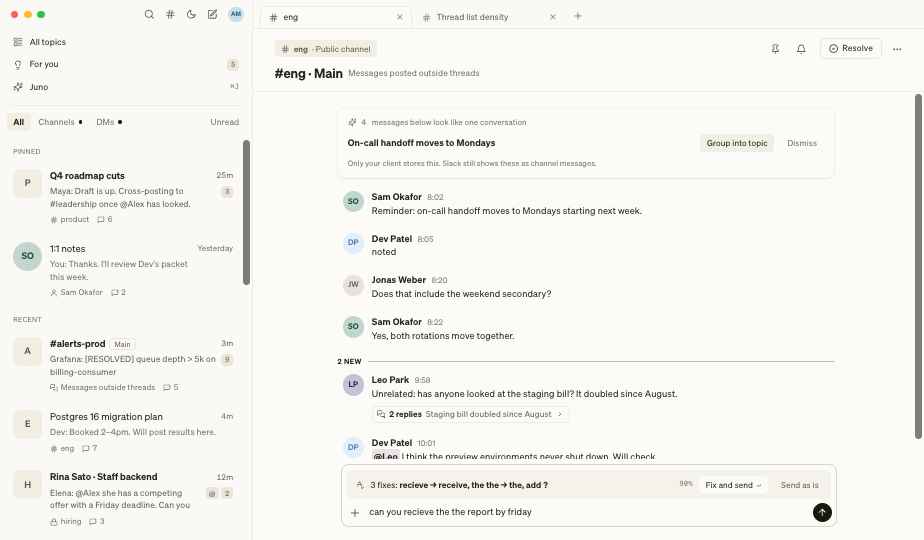 AM
eng
Thread list density
All topics
For you
5
Juno
⌘J
All
Channels
DMs
Unread
PINNED
P
Q4 roadmap cuts
25m
Maya: Draft is up. Cross-posting to
#leadership once @Alex has looked.
3
# product
6
SO
1:1 notes
Yesterday
You: Thanks. I'll review Dev's packet
this week.
Sam Okafor
2
RECENT
A
#alerts-prod
Main
3m
Grafana: [RESOLVED] queue depth > 5k on
billing-consumer
9
Messages outside threads
5
E
Postgres 16 migration plan
4m
Dev: Booked 2–4pm. Will post results here.
# eng
7
H
Rina Sato · Staff backend
12m
Elena: @Alex she has a competing
offer with a Friday deadline. Can you
@
2
hiring
3
# eng · Public channel
Resolve
#eng · Main
Messages posted outside threads
4 messages below look like one conversation
On-call handoff moves to Mondays
Group into topic
Dismiss
Only your client stores this. Slack still shows these as channel messages.
SO
Sam Okafor 8:02
Reminder: on-call handoff moves to Mondays starting next week.
DP
Dev Patel 8:05
noted
JW
Jonas Weber 8:20
Does that include the weekend secondary?
SO
Sam Okafor 8:22
Yes, both rotations move together.
2 NEW
LP
Leo Park 9:58
Unrelated: has anyone looked at the staging bill? It doubled since August.
2 replies Staging bill doubled since August
DP
Dev Patel 10:01
@Leo I think the preview environments never shut down. Will check.
3 fixes: recieve → receive, the the → the, add ?
90%
Fix and send
Send as is
can you recieve the the report by friday